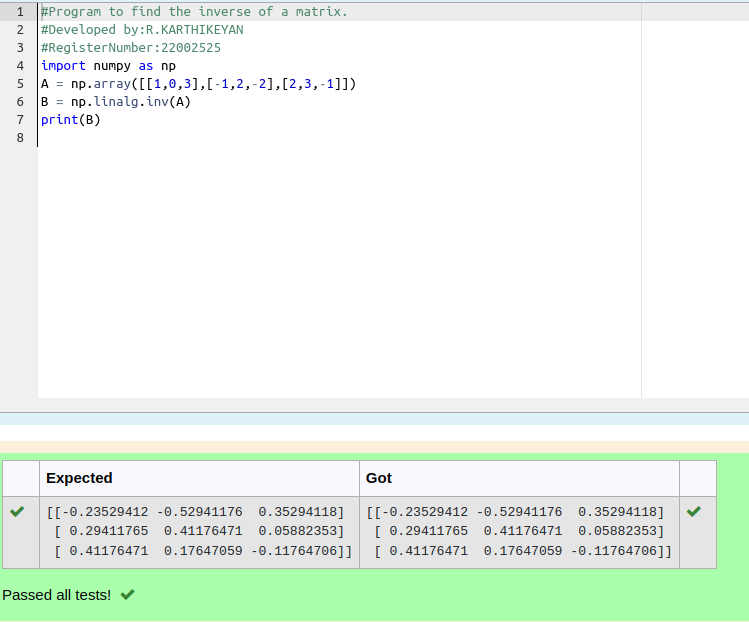 1 #Program to find the inverse of a matrix.
2 #Developed by:R.KARTHIKEYAN
3 #RegisterNumber:22002525
4 import numpy as np
5 A = np.array([[1,0,3],[-1,2,-2],[2,3,-1]])
6 B = np.linalg.inv(A)
7 print(B)
8
Expected Got
[[-0.23529412 -0.52941176  0.35294118] [[-0.23529412 -0.52941176  0.35294118]
[ 0.29411765  0.41176471  0.05882353] [ 0.29411765  0.41176471  0.05882353]
[ 0.41176471  0.17647059 -0.11764706]] [ 0.41176471  0.17647059 -0.11764706]]
Passed all tests!